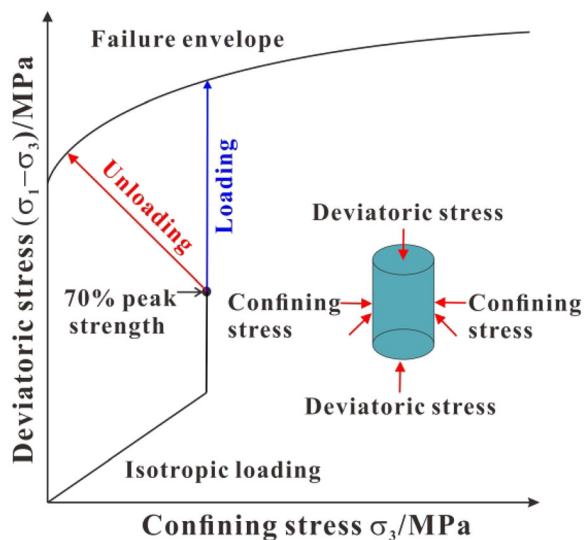 Failure envelope
Deviatoric stress (σ₁−σ₃)/MPa
Unloading
Loading
Deviatoric stress
70% peak
strength
Confining
stress
Confining
stress
Deviatoric stress
Isotropic loading
Confining stress σ₃/MPa